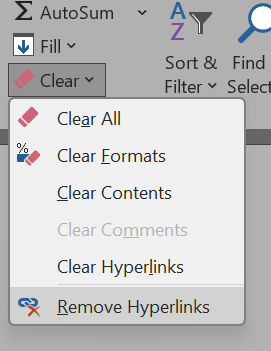 AutoSum
Fill
Clear
Sort &
Filter
Find
Select
Clear All
Clear Formats
Clear Contents
Clear Comments
Clear Hyperlinks
Remove Hyperlinks